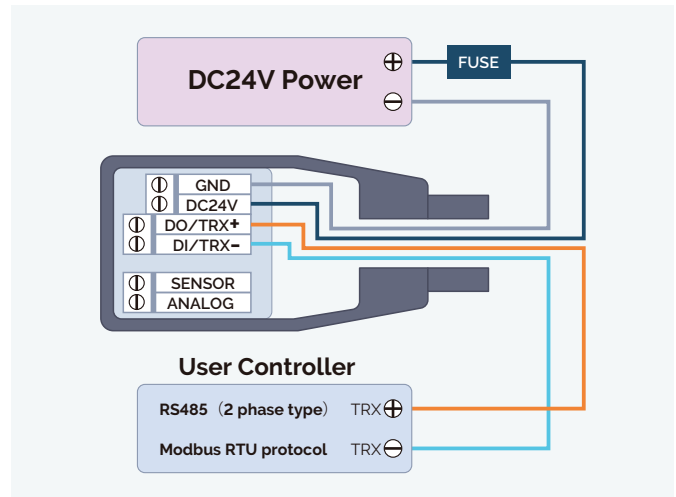 DC24V Power
FUSE
GND
DC24V
DO/TRX+
DI/TRX−
SENSOR
ANALOG
User Controller
RS485（2 phase type） TRX
Modbus RTU protocol TRX